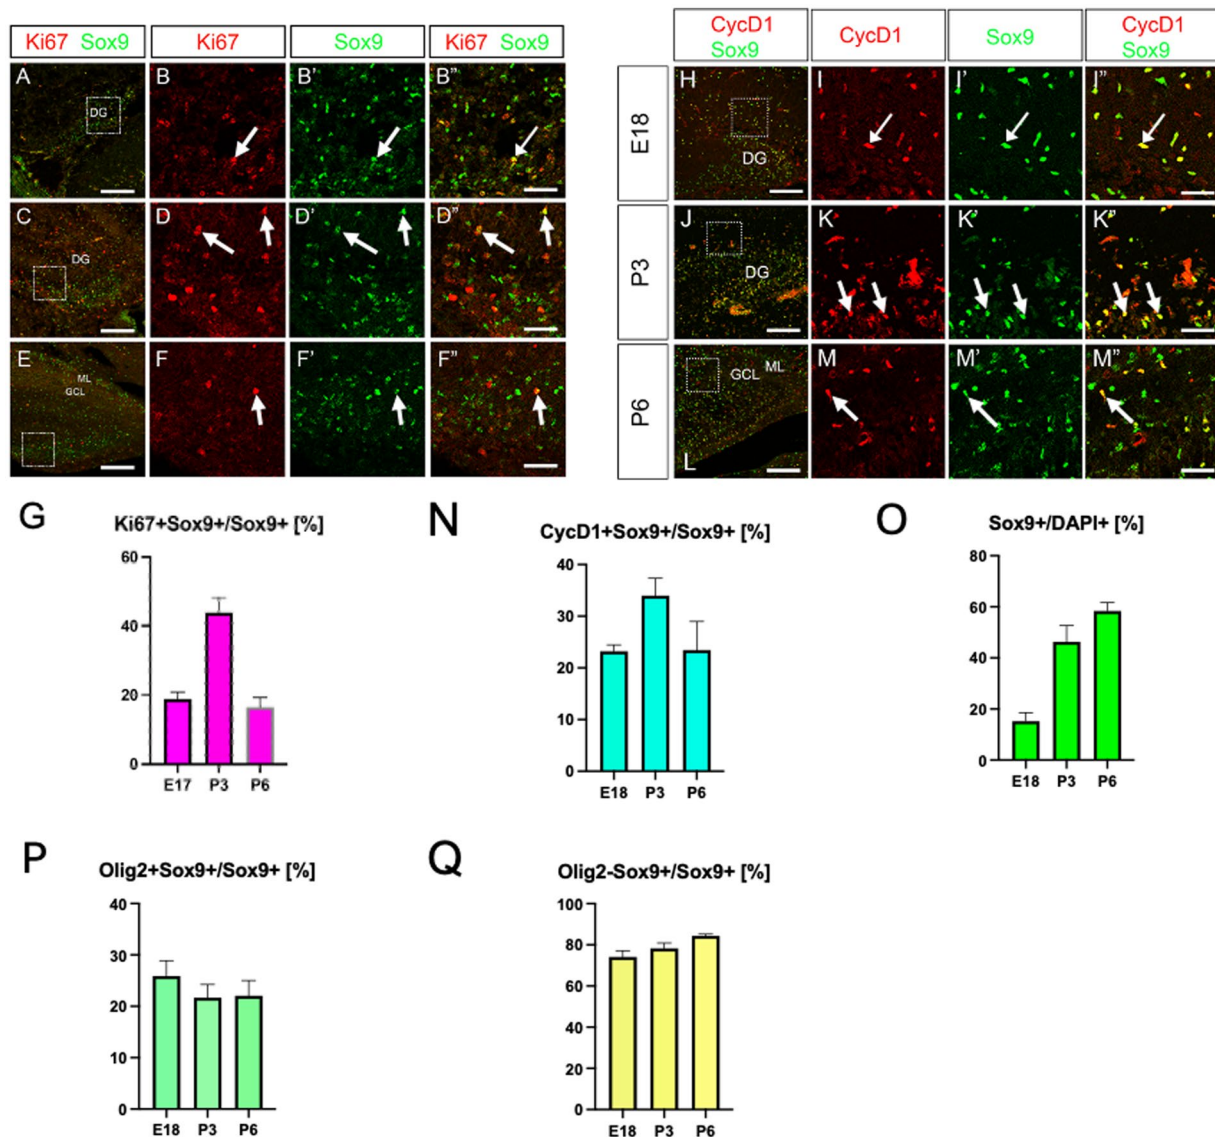 Ki67 Sox9 Ki67 Sox9 Ki67 Sox9
A DG B B' B''
C DG D D' D''
E ML GCL F F' F''
CycD1 Sox9 CycD1 Sox9 CycD1 Sox9
E18 H DG I I' I''
P3 J DG K K' K''
P6 L GCL ML M M' M''
G
Ki67+Sox9+/Sox9+ [%]
60
40
20
0
E17 P3 P6
N
CycD1+Sox9+/Sox9+ [%]
40
30
20
10
0
E18 P3 P6
O
Sox9+/DAPI+ [%]
80
60
40
20
0
E18 P3 P6
P
Olig2+Sox9+/Sox9+ [%]
40
30
20
10
0
E18 P3 P6
Q
Olig2-Sox9+/Sox9+ [%]
100
80
60
40
20
0
E18 P3 P6